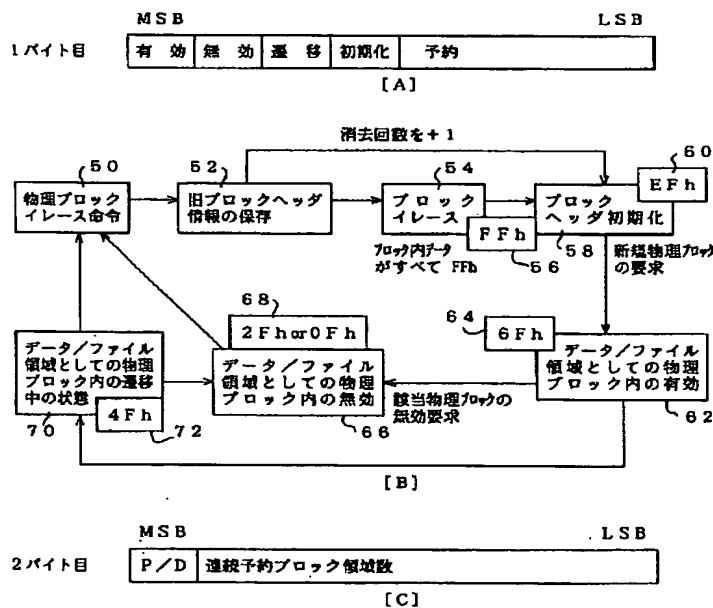 MSB LSB
1バイト目 有 効 無 効 遷 移 初期化 予約
[A]
消去回数を+1
50 52 54 60
物理ブロック
イレース命令
旧ブロックヘッダ
情報の保存
ブロック
イレース
FFh
ブロック内データ
がすべて FFh
56
EFh
ブロック
ヘッダ初期化
58
新規物理ブロック
の要求
68
2Fhor0Fh
64
6Fh
データ/ファイル
領域としての物理
ブロック内の遷移
中の状態
70
4Fh
72
データ/ファイル
領域としての物理
ブロック内の無効
66
該当物理ブロックの
無効要求
データ/ファイル
領域としての物理
ブロック内の有効
62
[B]
MSB LSB
2バイト目 P/D 連続予約ブロック領域数
[C]